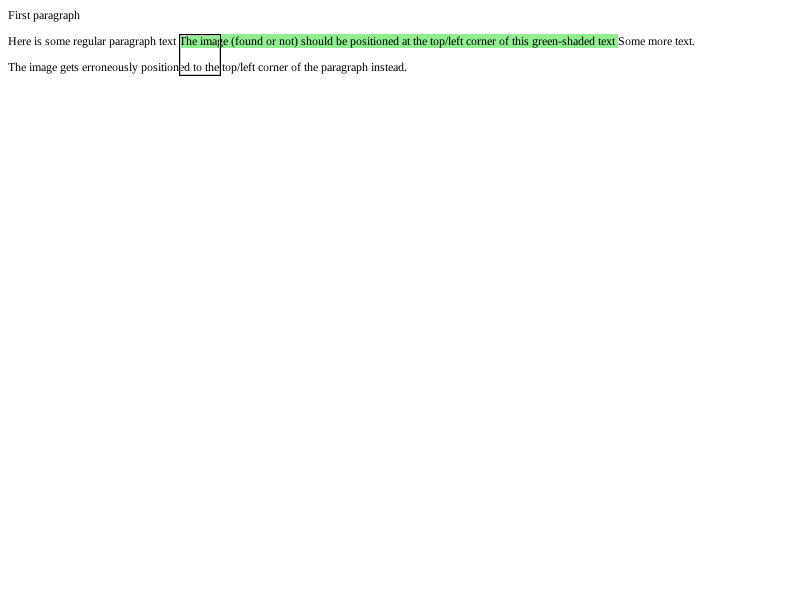 First paragraph
Here is some regular paragraph text The image (found or not) should be positioned at the top/left corner of this green-shaded text Some more text.
The image gets erroneously positioned to the top/left corner of the paragraph instead.